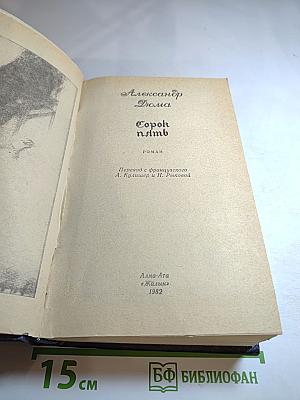 Александр
Дюма
Сорок
пять
РОМАН
Перевод с французского
А. Кулишер и Н. Рыковой
Алма-Ата
«Жалын»
1982
15 см
БФ БИБЛИОФАН